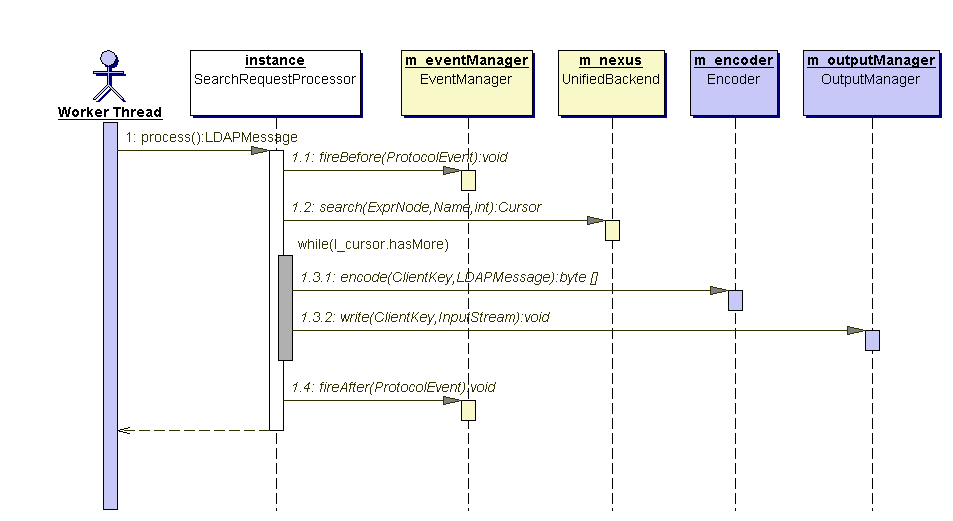 instance
SearchRequestProcessor
m_eventManager
EventManager
m_nexus
UnifiedBackend
m_encoder
Encoder
m_outputManager
OutputManager
Worker Thread
1: process():LDAPMessage
1.1: fireBefore(ProtocolEvent):void
1.2: search(ExprNode,Name,int):Cursor
while(l_cursor.hasMore)
1.3.1: encode(ClientKey,LDAPMessage):byte []
1.3.2: write(ClientKey,InputStream):void
1.4: fireAfter(ProtocolEvent):void